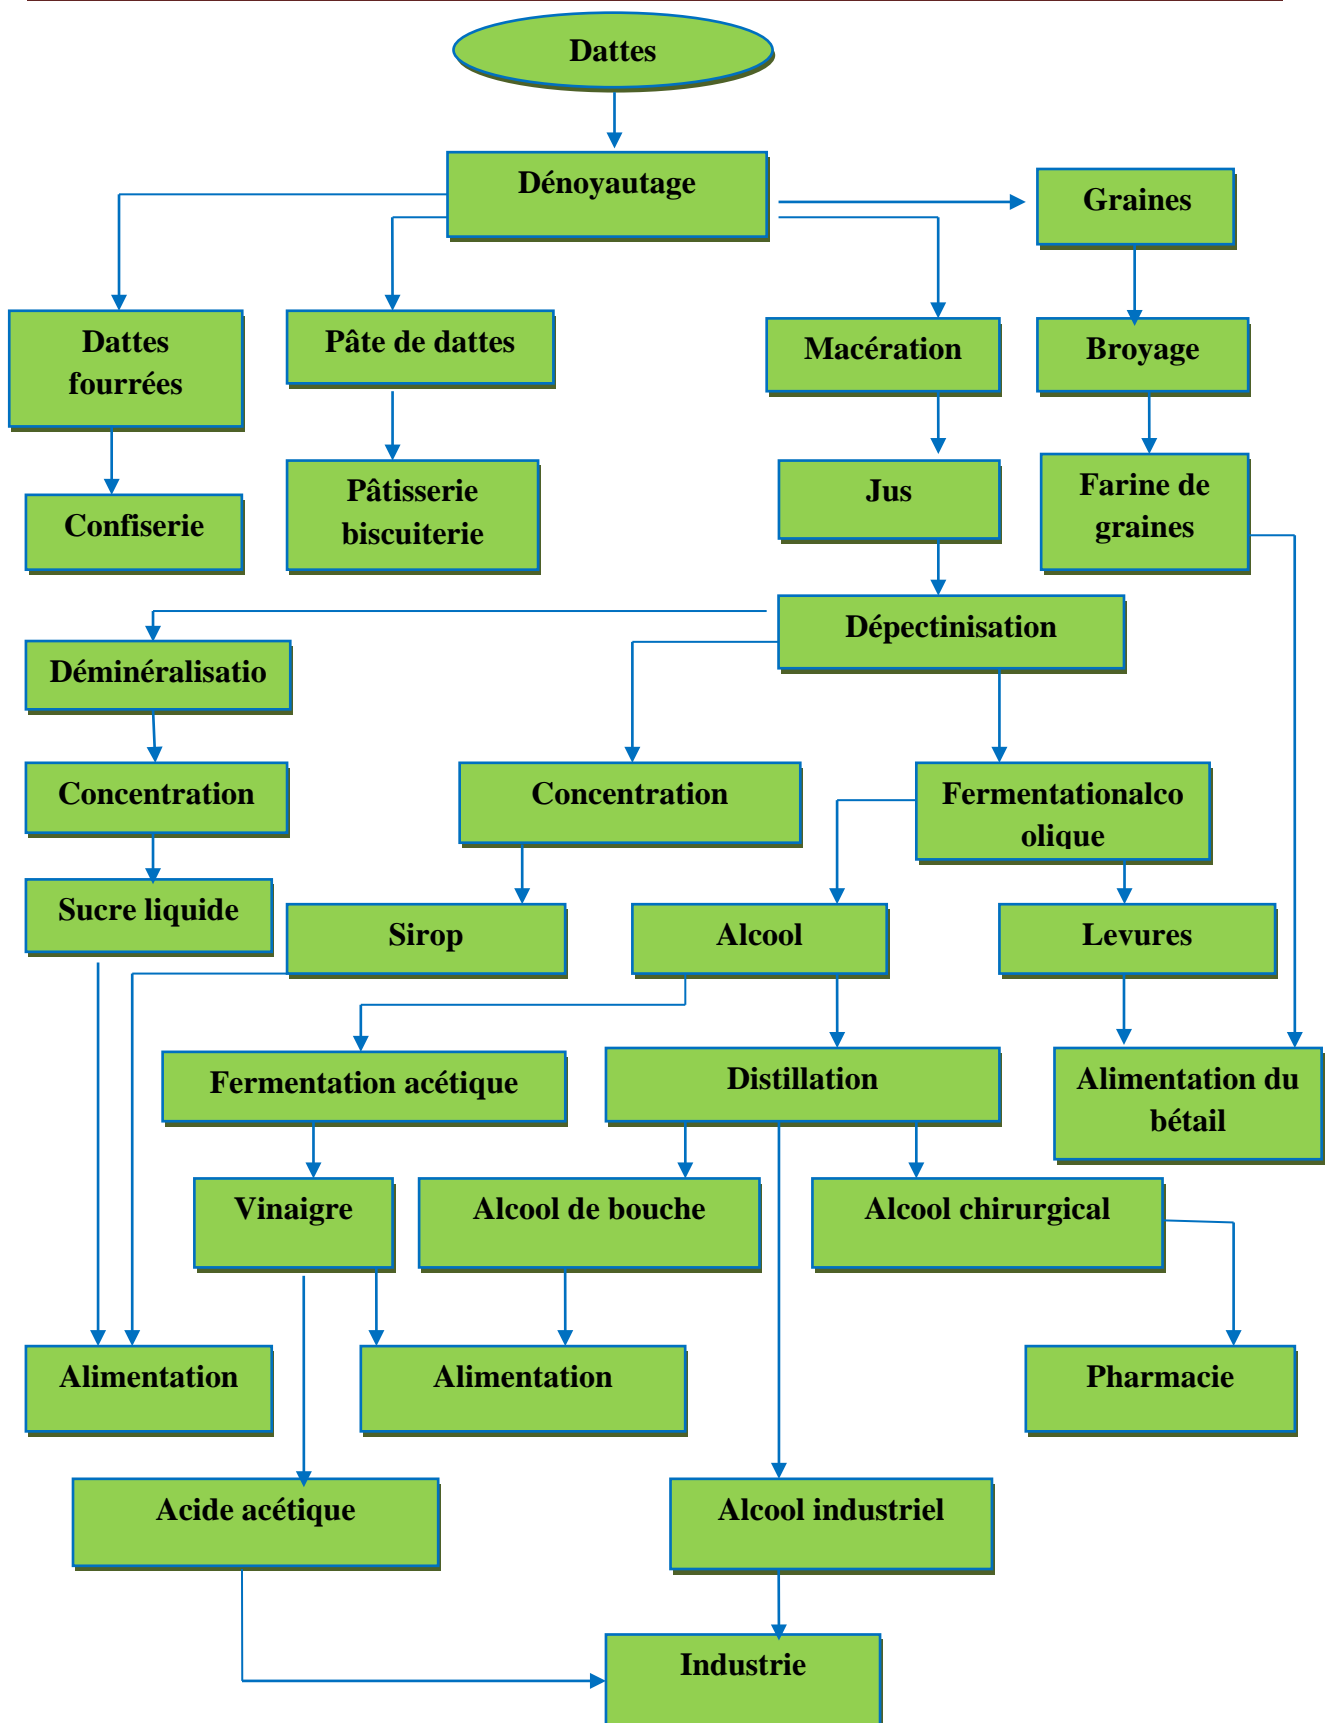 Dattes
Dénoyautage
Graines
Dattes
fourrées
Pâte de dattes
Macération
Broyage
Confiserie
Pâtisserie
biscuiterie
Jus
Farine de
graines
Dépectinisation
Déminéralisatio
Concentration
Concentration
Fermentationalco
olique
Sucre liquide
Sirop
Alcool
Levures
Fermentation acétique
Distillation
Alimentation du
bétail
Vinaigre
Alcool de bouche
Alcool chirurgical
Alimentation
Alimentation
Pharmacie
Acide acétique
Alcool industriel
Industrie